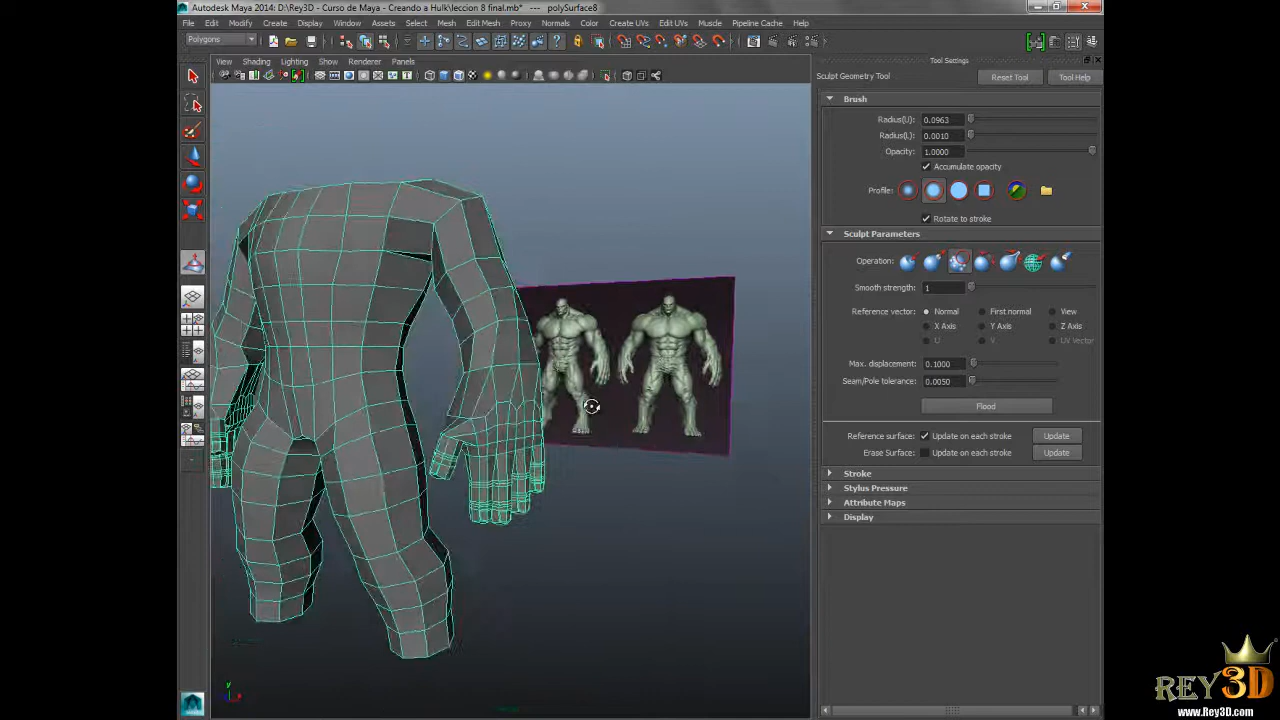 Autodesk Maya 2014: D:\Rey3D - Curso de Maya - Creando a Hulk\leccion 8 final.mb* --- polySurface8
File Edit Modify Create Display Window Assets Select Mesh Edit Mesh Proxy Normals Color Create UVs Edit UVs Muscle Pipeline Cache Help
Polygons
View Shading Lighting Show Renderer Panels
Tool Settings
Sculpt Geometry Tool Reset Tool Tool Help
Brush
Radius(U): 0.0963
Radius(L): 0.0010
Opacity: 1.0000
Accumulate opacity
Profile:
Rotate to stroke
Sculpt Parameters
Operation:
Smooth strength: 1
Reference vector: Normal First normal View
X Axis Y Axis Z Axis
U V UV Vector
Max. displacement: 0.1000
Seam/Pole tolerance: 0.0050
Flood
Reference surface: Update on each stroke Update
Erase Surface: Update on each stroke Update
Stroke
Stylus Pressure
Attribute Maps
Display
y
REY3D
www.Rey3D.com